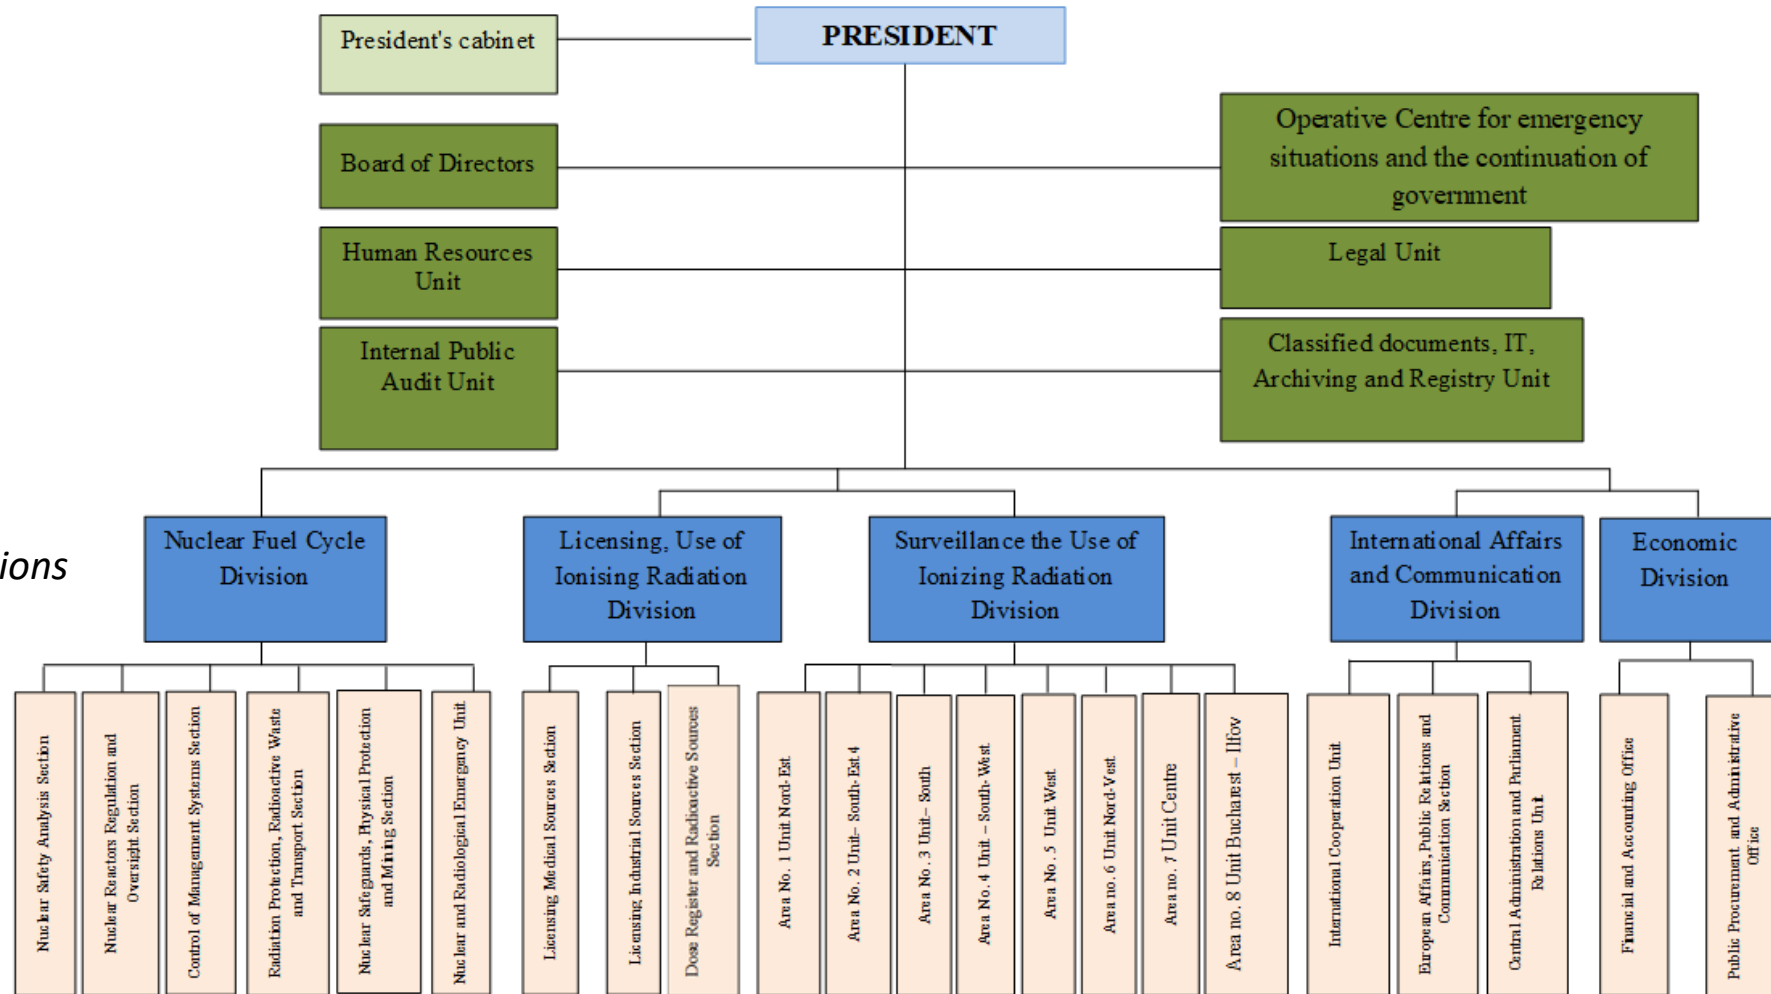 President's cabinet
PRESIDENT
Board of Directors
Operative Centre for emergency
situations and the continuation of
government
Human Resources
Unit
Legal Unit
Internal Public
Audit Unit
Classified documents, IT,
Archiving and Registry Unit
ions
Nuclear Fuel Cycle
Division
Licensing, Use of
Ionising Radiation
Division
Surveillance the Use of
Ionizing Radiation
Division
International Affairs
and Communication
Division
Economic
Division
Nuclear Safety Analysis Section
Nuclear Reactors Regulation and
Oversight Section
Control of Management Systems Section
Radiation Protection, Radioactive Waste
and Transport Section
Nuclear Safeguards, Physical Protection
and Mining Section
Nuclear and Radiological Emergency Unit
Licensing Medical Sources Section
Licensing Industrial Sources Section
Dose Register and Radioactive Sources
Section
Area No. 1 Unit Nord-Est
Area No. 2 Unit– South-Est 4
Area No. 3 Unit– South
Area No. 4 Unit – South-West
Area No. 5 Unit West
Area no. 6 Unit Nord-Vest
Area no. 7 Unit Centre
Area no. 8 Unit Bucharest – Ilfov
International Cooperation Unit
European Affairs, Public Relations and
Communication Section
Central Administration and Parliament
Relations Unit
Financial and Accounting Office
Public Procurement and Administrative
Office